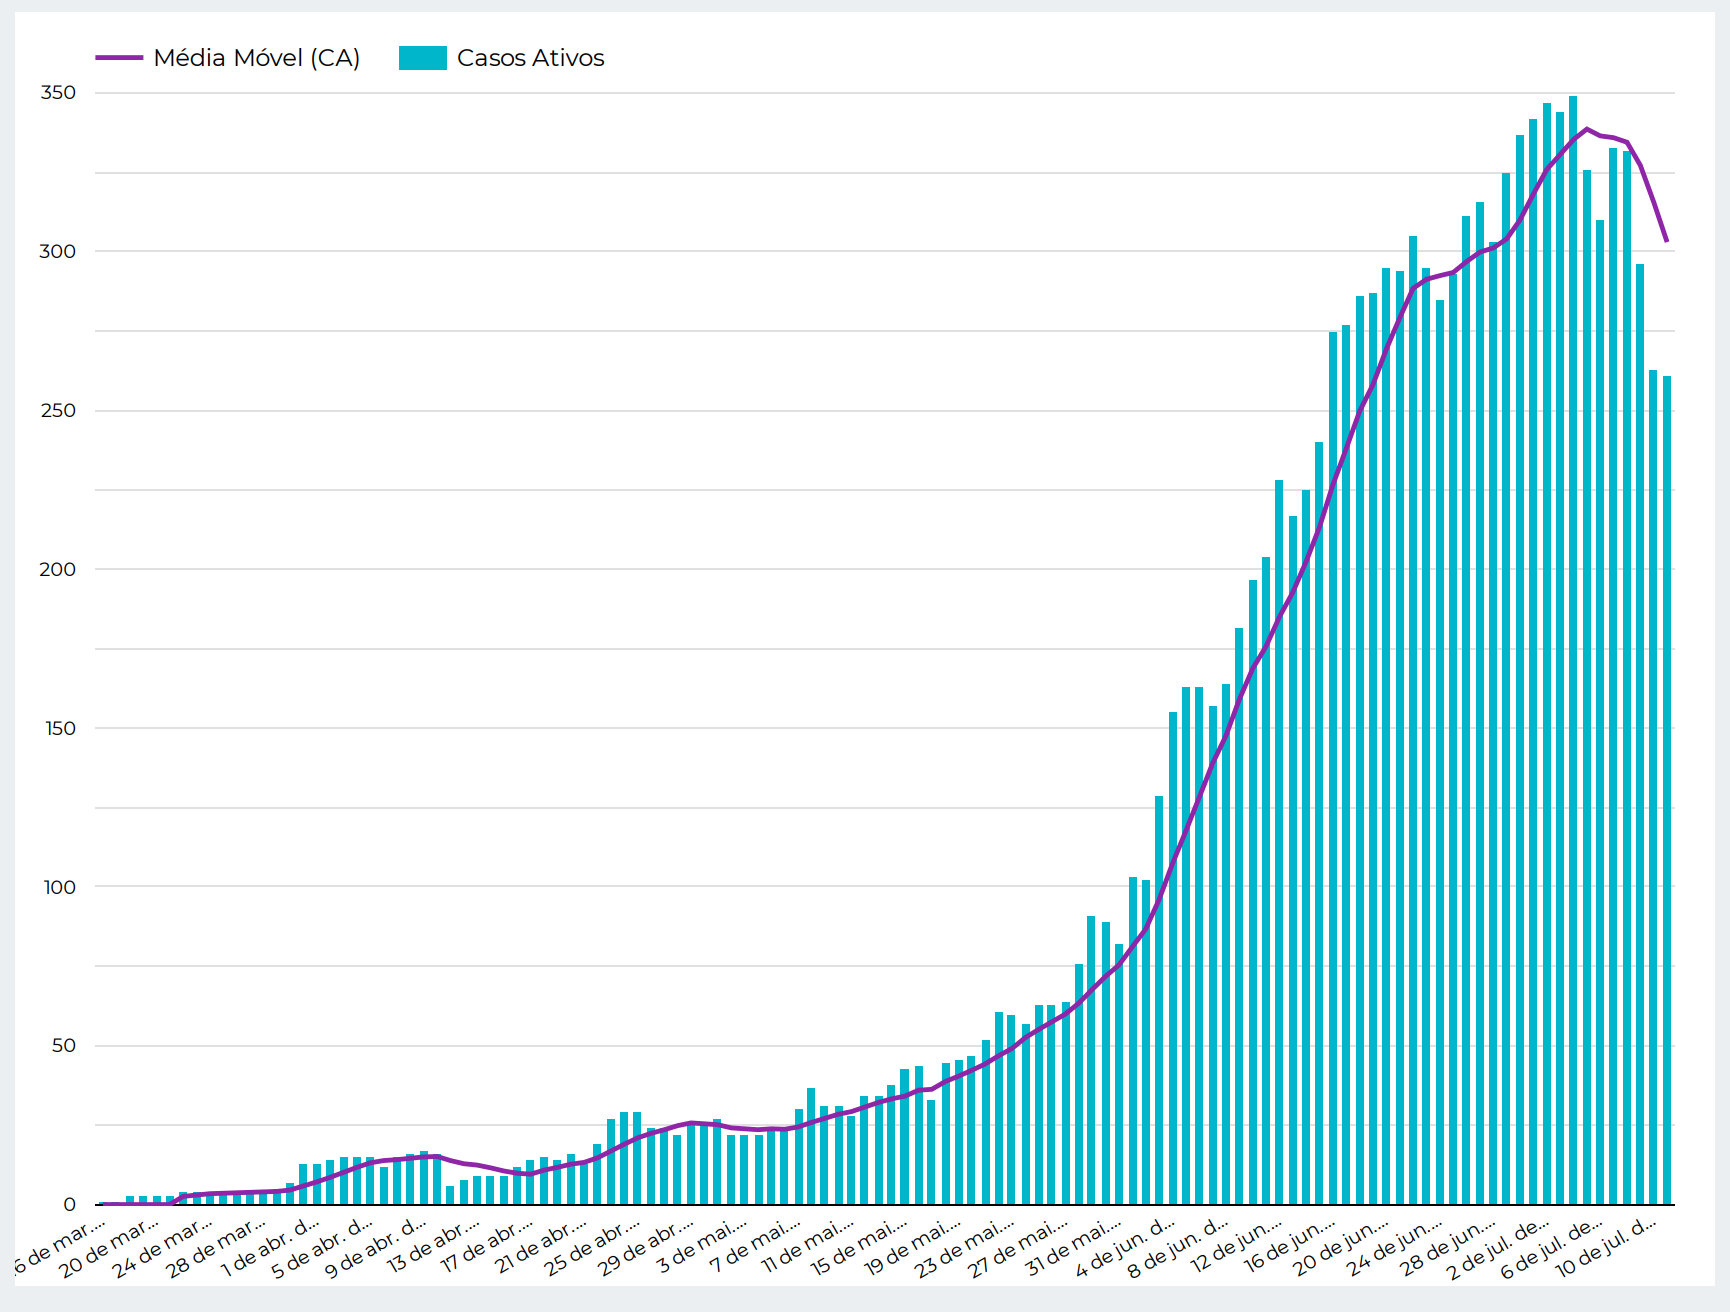 Média Móvel (CA)
Casos Ativos
350
300
250
200
150
100
50
0
6 de mar....
20 de mar...
24 de mar...
28 de mar....
1 de abr. d...
5 de abr. d...
9 de abr. d...
13 de abr....
17 de abr....
21 de abr....
25 de abr....
29 de abr....
3 de mai....
7 de mai....
11 de mai....
15 de mai....
19 de mai....
23 de mai....
27 de mai....
31 de mai....
4 de jun. d...
8 de jun. d...
12 de jun....
16 de jun....
20 de jun....
24 de jun....
28 de jun....
2 de jul. de...
6 de jul. de...
10 de jul. d...